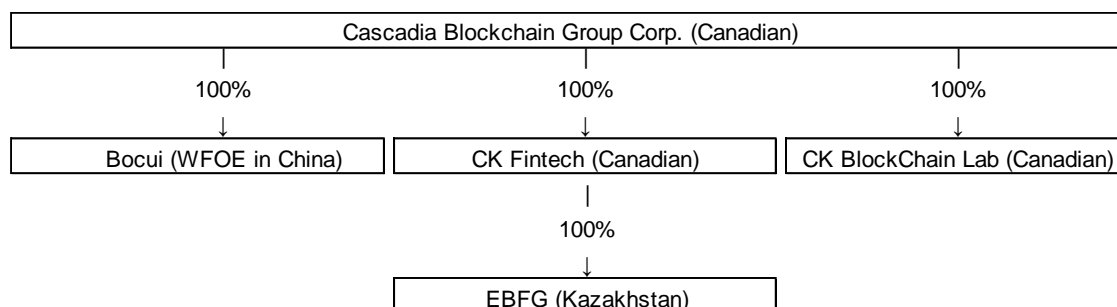 Cascadia Blockchain Group Corp. (Canadian)
100% 100% 100%
Bocui (WFOE in China) CK Fintech (Canadian) CK BlockChain Lab (Canadian)
100%
EBFG (Kazakhstan)